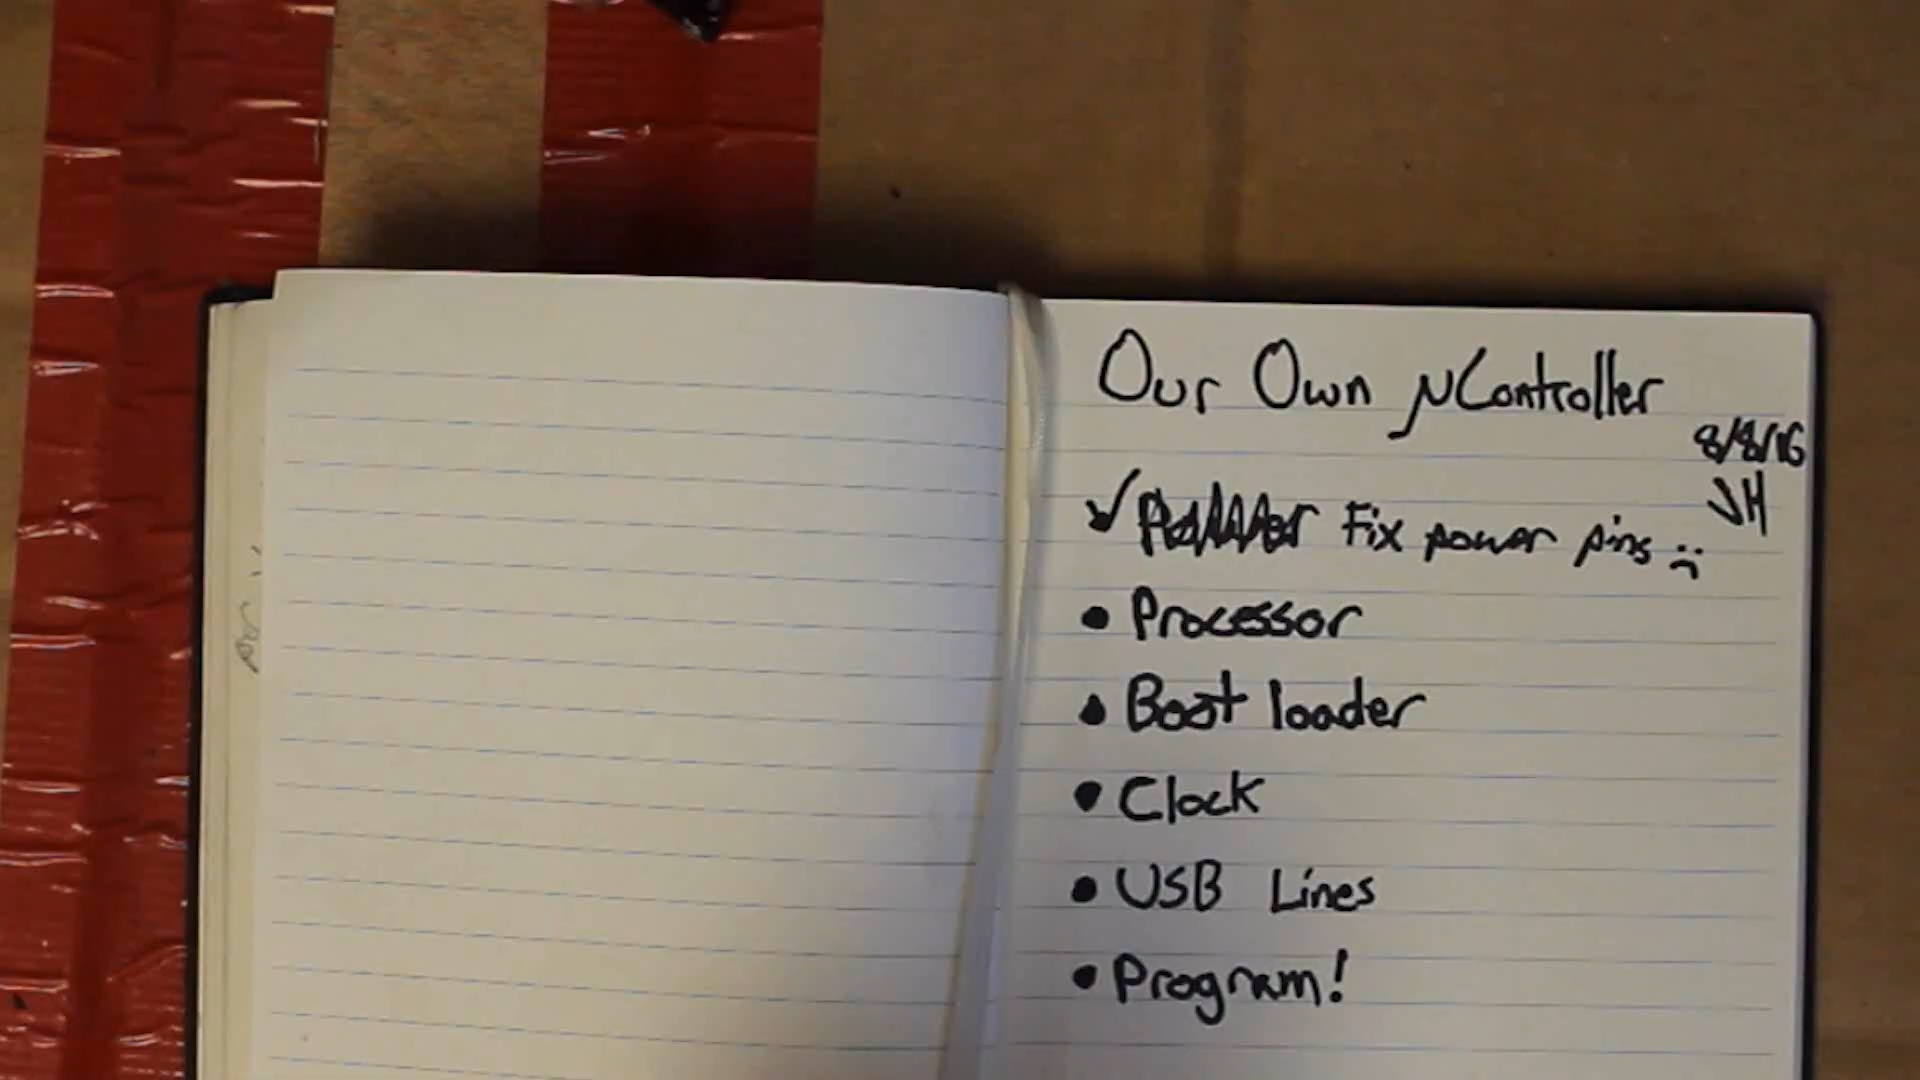 Our Own µController
8/8/16
JH
✓ Fix power pins :(
• Processor
• Boot loader
• Clock
• USB Lines
• Program!